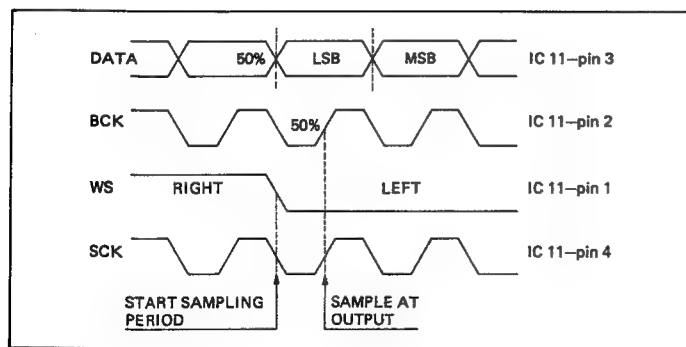 DATA 50% LSB MSB IC 11–pin 3
BCK 50% IC 11–pin 2
WS RIGHT LEFT IC 11–pin 1
SCK IC 11–pin 4
START SAMPLING PERIOD
SAMPLE AT OUTPUT